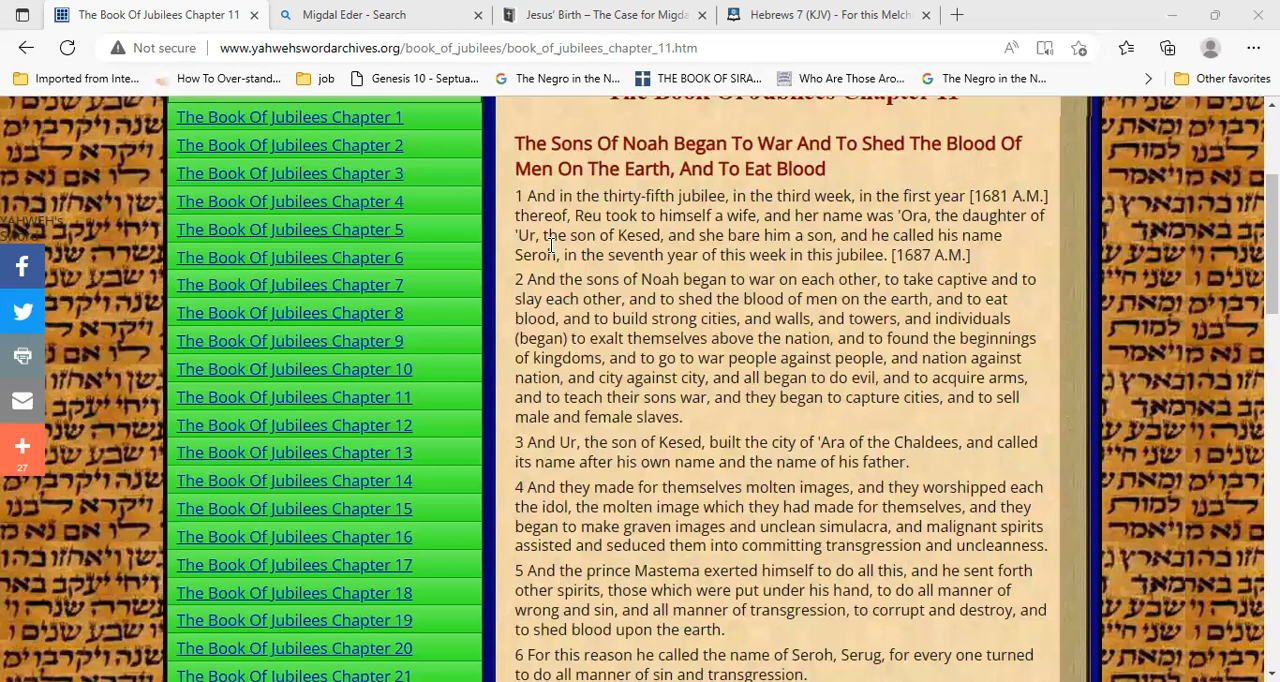 The Book Of Jubilees Chapter 11
Migdal Eder - Search
Jesus' Birth – The Case for Migda
Hebrews 7 (KJV) - For this Melch
Not secure
www.yahwehswordarchives.org/book_of_jubilees/book_of_jubilees_chapter_11.htm
Imported from Inte...
How To Over-stand...
job
Genesis 10 - Septua...
The Negro in the N...
THE BOOK OF SIRA...
Who Are Those Aro...
The Negro in the N...
Other favorites
The Book Of Jubilees Chapter 1
The Book Of Jubilees Chapter 2
The Book Of Jubilees Chapter 3
The Book Of Jubilees Chapter 4
The Book Of Jubilees Chapter 5
The Book Of Jubilees Chapter 6
The Book Of Jubilees Chapter 7
The Book Of Jubilees Chapter 8
The Book Of Jubilees Chapter 9
The Book Of Jubilees Chapter 10
The Book Of Jubilees Chapter 11
The Book Of Jubilees Chapter 12
The Book Of Jubilees Chapter 13
The Book Of Jubilees Chapter 14
The Book Of Jubilees Chapter 15
The Book Of Jubilees Chapter 16
The Book Of Jubilees Chapter 17
The Book Of Jubilees Chapter 18
The Book Of Jubilees Chapter 19
The Book Of Jubilees Chapter 20
The Book Of Jubilees Chapter 21
YAHWEH's
27
The Book Of Jubilees Chapter 11
The Sons Of Noah Began To War And To Shed The Blood Of
Men On The Earth, And To Eat Blood
1 And in the thirty-fifth jubilee, in the third week, in the first year [1681 A.M.]
thereof, Reu took to himself a wife, and her name was 'Ora, the daughter of
'Ur, the son of Kesed, and she bare him a son, and he called his name
Seroh, in the seventh year of this week in this jubilee. [1687 A.M.]
2 And the sons of Noah began to war on each other, to take captive and to
slay each other, and to shed the blood of men on the earth, and to eat
blood, and to build strong cities, and walls, and towers, and individuals
(began) to exalt themselves above the nation, and to found the beginnings
of kingdoms, and to go to war people against people, and nation against
nation, and city against city, and all began to do evil, and to acquire arms,
and to teach their sons war, and they began to capture cities, and to sell
male and female slaves.
3 And Ur, the son of Kesed, built the city of 'Ara of the Chaldees, and called
its name after his own name and the name of his father.
4 And they made for themselves molten images, and they worshipped each
the idol, the molten image which they had made for themselves, and they
began to make graven images and unclean simulacra, and malignant spirits
assisted and seduced them into committing transgression and uncleanness.
5 And the prince Mastema exerted himself to do all this, and he sent forth
other spirits, those which were put under his hand, to do all manner of
wrong and sin, and all manner of transgression, to corrupt and destroy, and
to shed blood upon the earth.
6 For this reason he called the name of Seroh, Serug, for every one turned
to do all manner of sin and transgression.